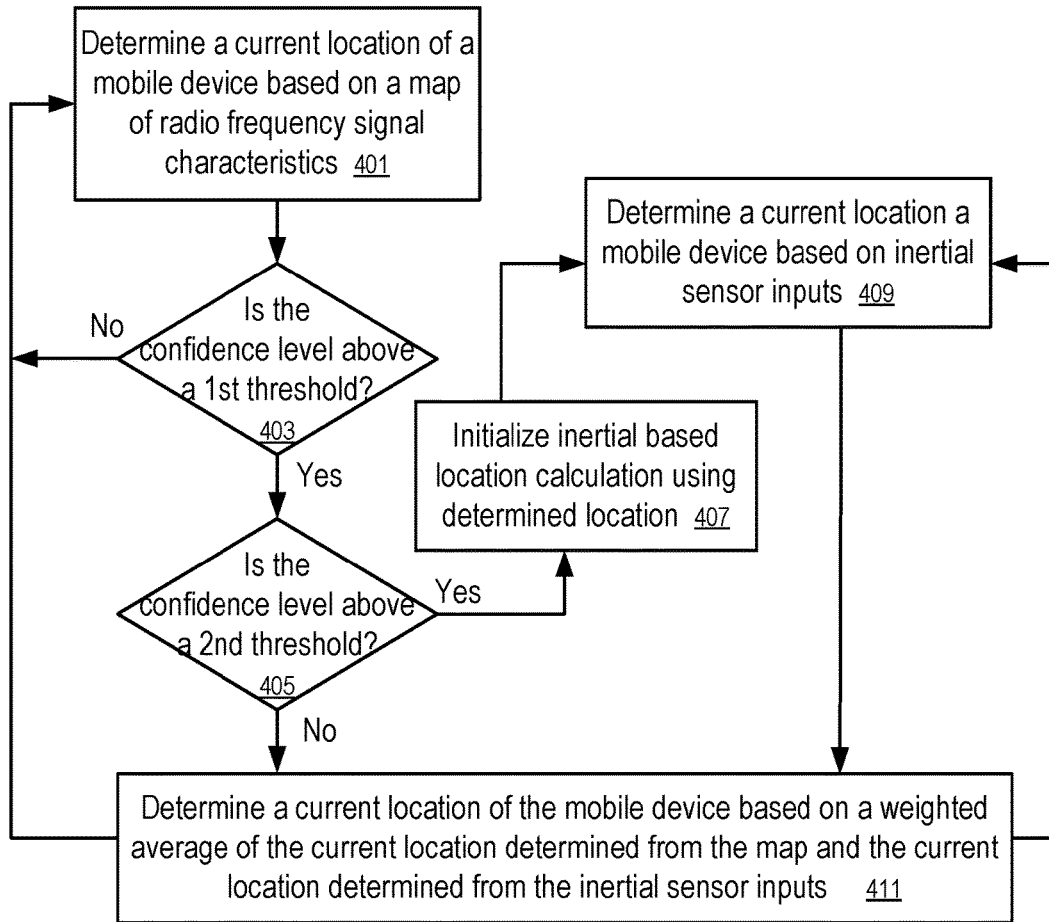 Determine a current location of a
mobile device based on a map
of radio frequency signal
characteristics 401
No
Is the
confidence level above
a 1st threshold?
403
Yes
Is the
confidence level above
a 2nd threshold?
405
Yes
No
Initialize inertial based
location calculation using
determined location 407
Determine a current location a
mobile device based on inertial
sensor inputs 409
Determine a current location of the mobile device based on a weighted
average of the current location determined from the map and the current
location determined from the inertial sensor inputs 411